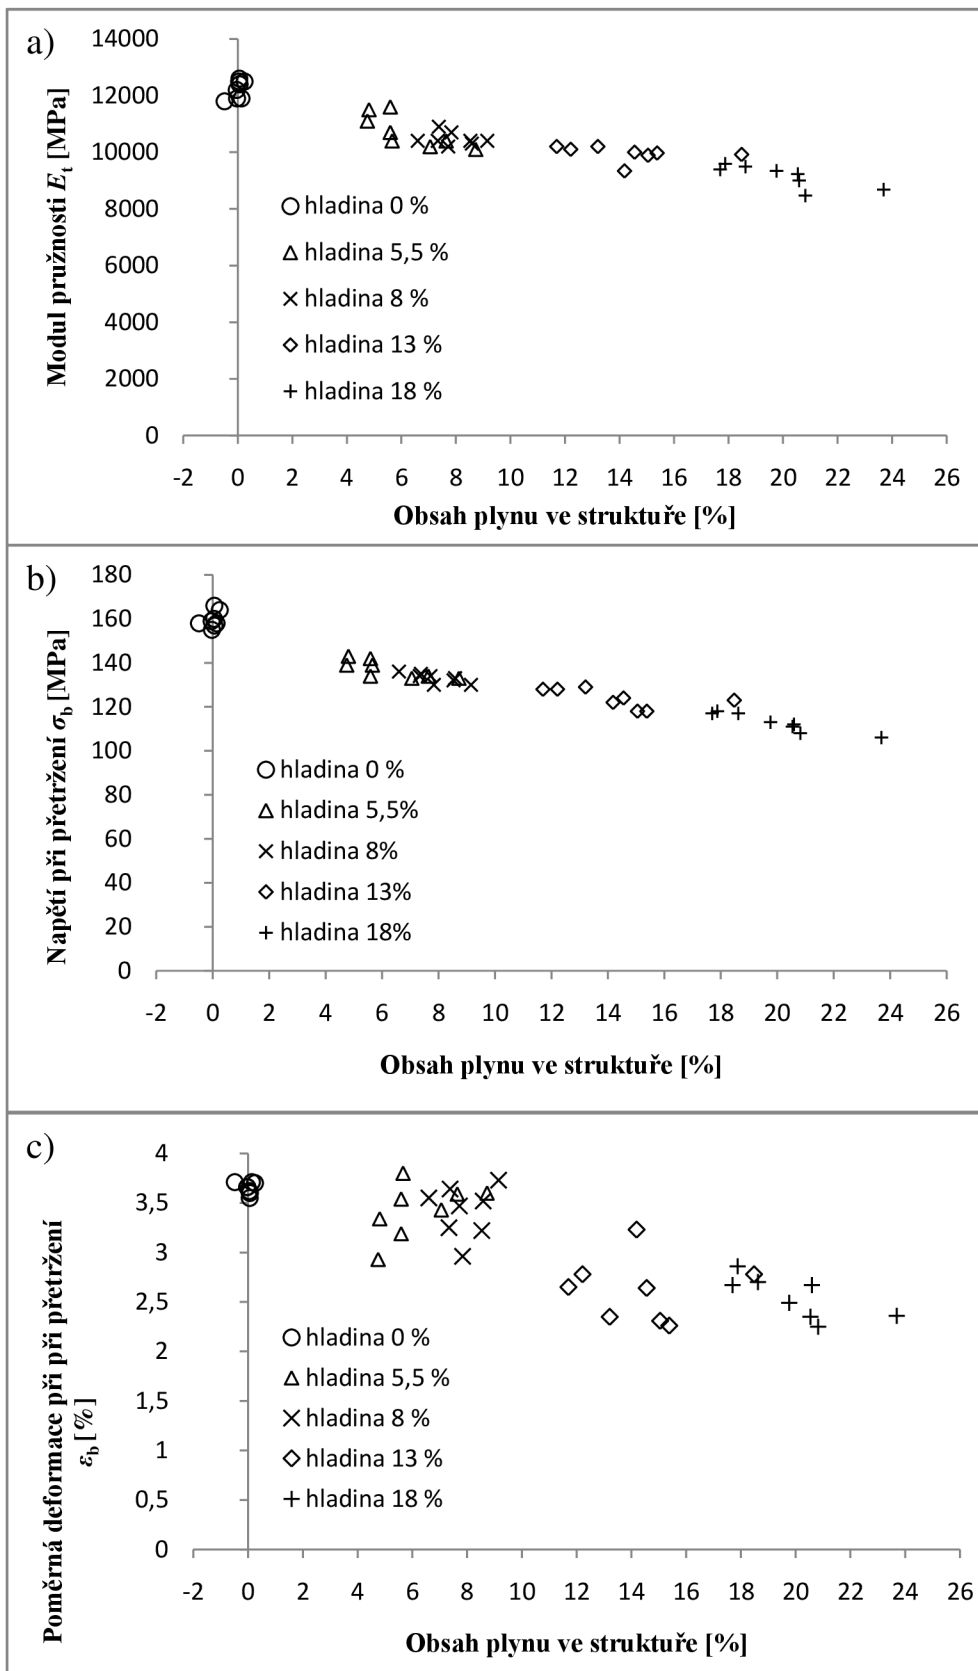 a)
14000
12000
10000
8000
6000
4000
2000
0
Modul pružnosti Et [MPa]
hladina 0 %
hladina 5,5 %
hladina 8 %
hladina 13 %
hladina 18 %
-2 0 2 4 6 8 10 12 14 16 18 20 22 24 26
Obsah plynu ve struktuře [%]
b)
180
160
140
120
100
80
60
40
20
0
Napětí při přetržení σb [MPa]
hladina 0 %
hladina 5,5%
hladina 8%
hladina 13%
hladina 18%
-2 0 2 4 6 8 10 12 14 16 18 20 22 24 26
Obsah plynu ve struktuře [%]
c)
4
3,5
3
2,5
2
1,5
1
0,5
0
Poměrná deformace při při přetržení
εb [%]
hladina 0 %
hladina 5,5 %
hladina 8 %
hladina 13 %
hladina 18 %
-2 0 2 4 6 8 10 12 14 16 18 20 22 24 26
Obsah plynu ve struktuře [%]